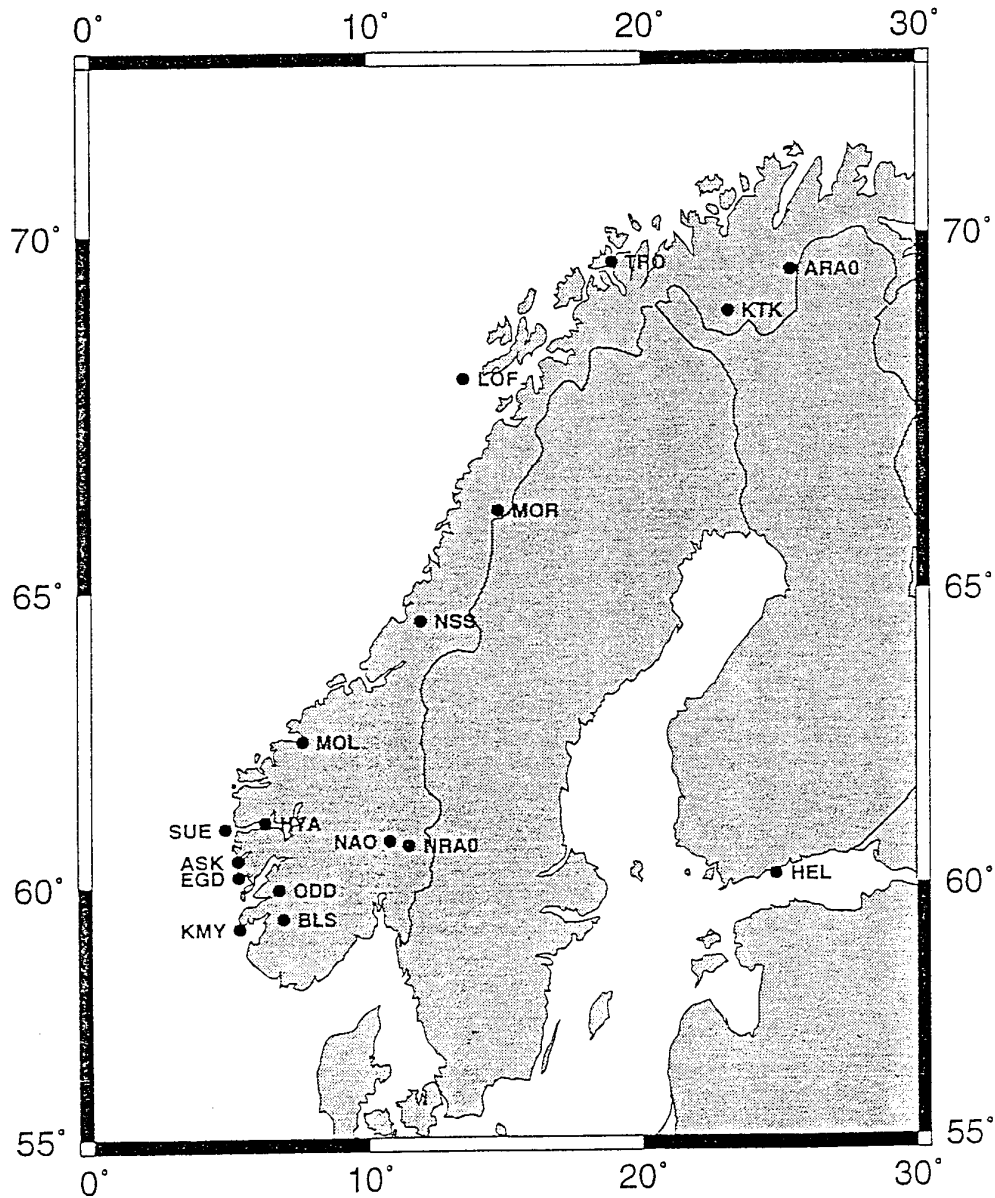 0° 10° 20° 30°
70° 70°
TRO
ARA0
KTK
LOF
MOR
65° 65°
NSS
MOL
SUE HYA
NAO NRA0
ASK
EGD
HEL
60° 60°
ODD
BLS
KMY
55° 55°
0° 10° 20° 30°